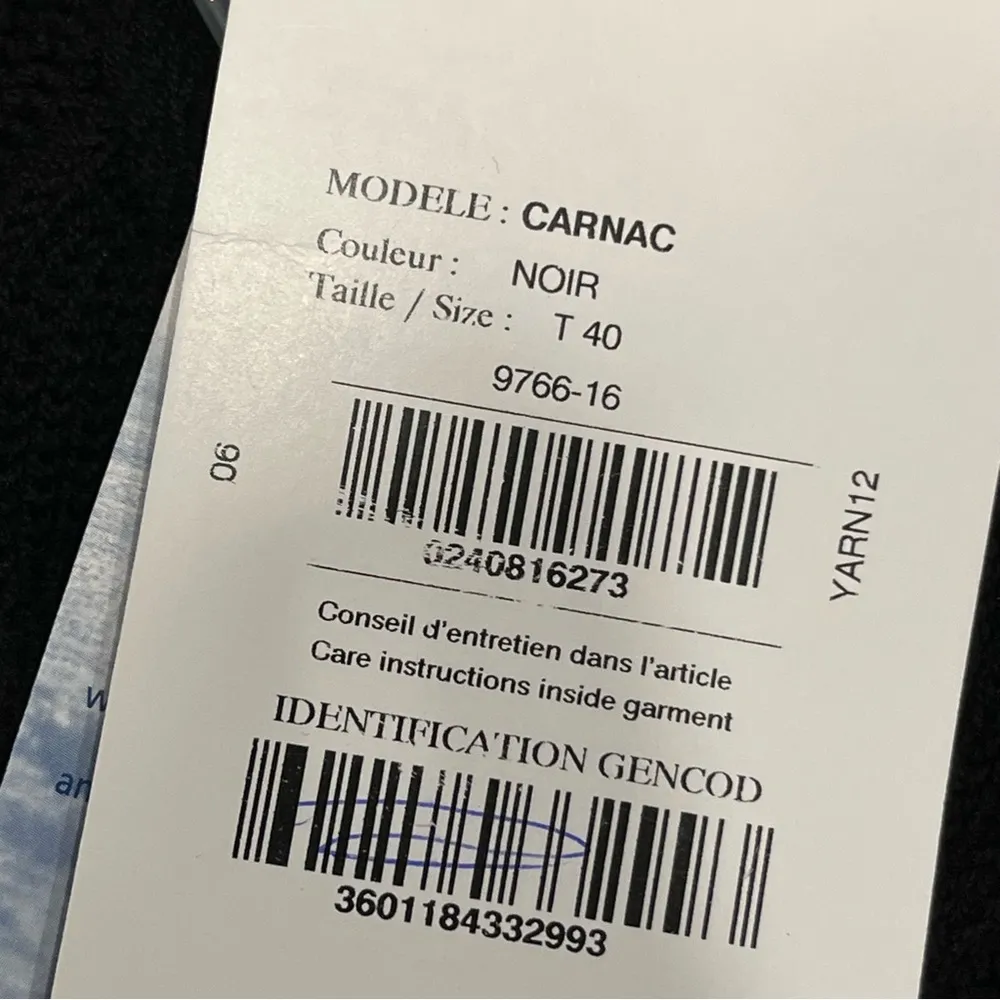 MODELE : CARNAC
Couleur : NOIR
Taille / Size : T 40
9766-16
06
YARN12
0240816273
Conseil d'entretien dans l'article
Care instructions inside garment
IDENTIFICATION GENCOD
3601184332993
w
an